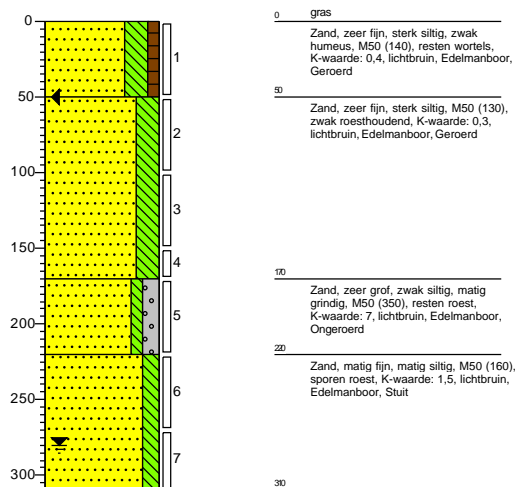 0
50
100
150
200
250
300
1
2
3
4
5
6
7
0 gras
Zand, zeer fijn, sterk siltig, zwak
humeus, M50 (140), resten wortels,
K-waarde: 0,4, lichtbruin, Edelmanboor,
Geroerd
50
Zand, zeer fijn, sterk siltig, M50 (130),
zwak roesthoudend, K-waarde: 0,3,
lichtbruin, Edelmanboor, Geroerd
170
Zand, zeer grof, zwak siltig, matig
grindig, M50 (350), resten roest,
K-waarde: 7, lichtbruin, Edelmanboor,
Ongeroerd
220
Zand, matig fijn, matig siltig, M50 (160),
sporen roest, K-waarde: 1,5, lichtbruin,
Edelmanboor, Stuit
310